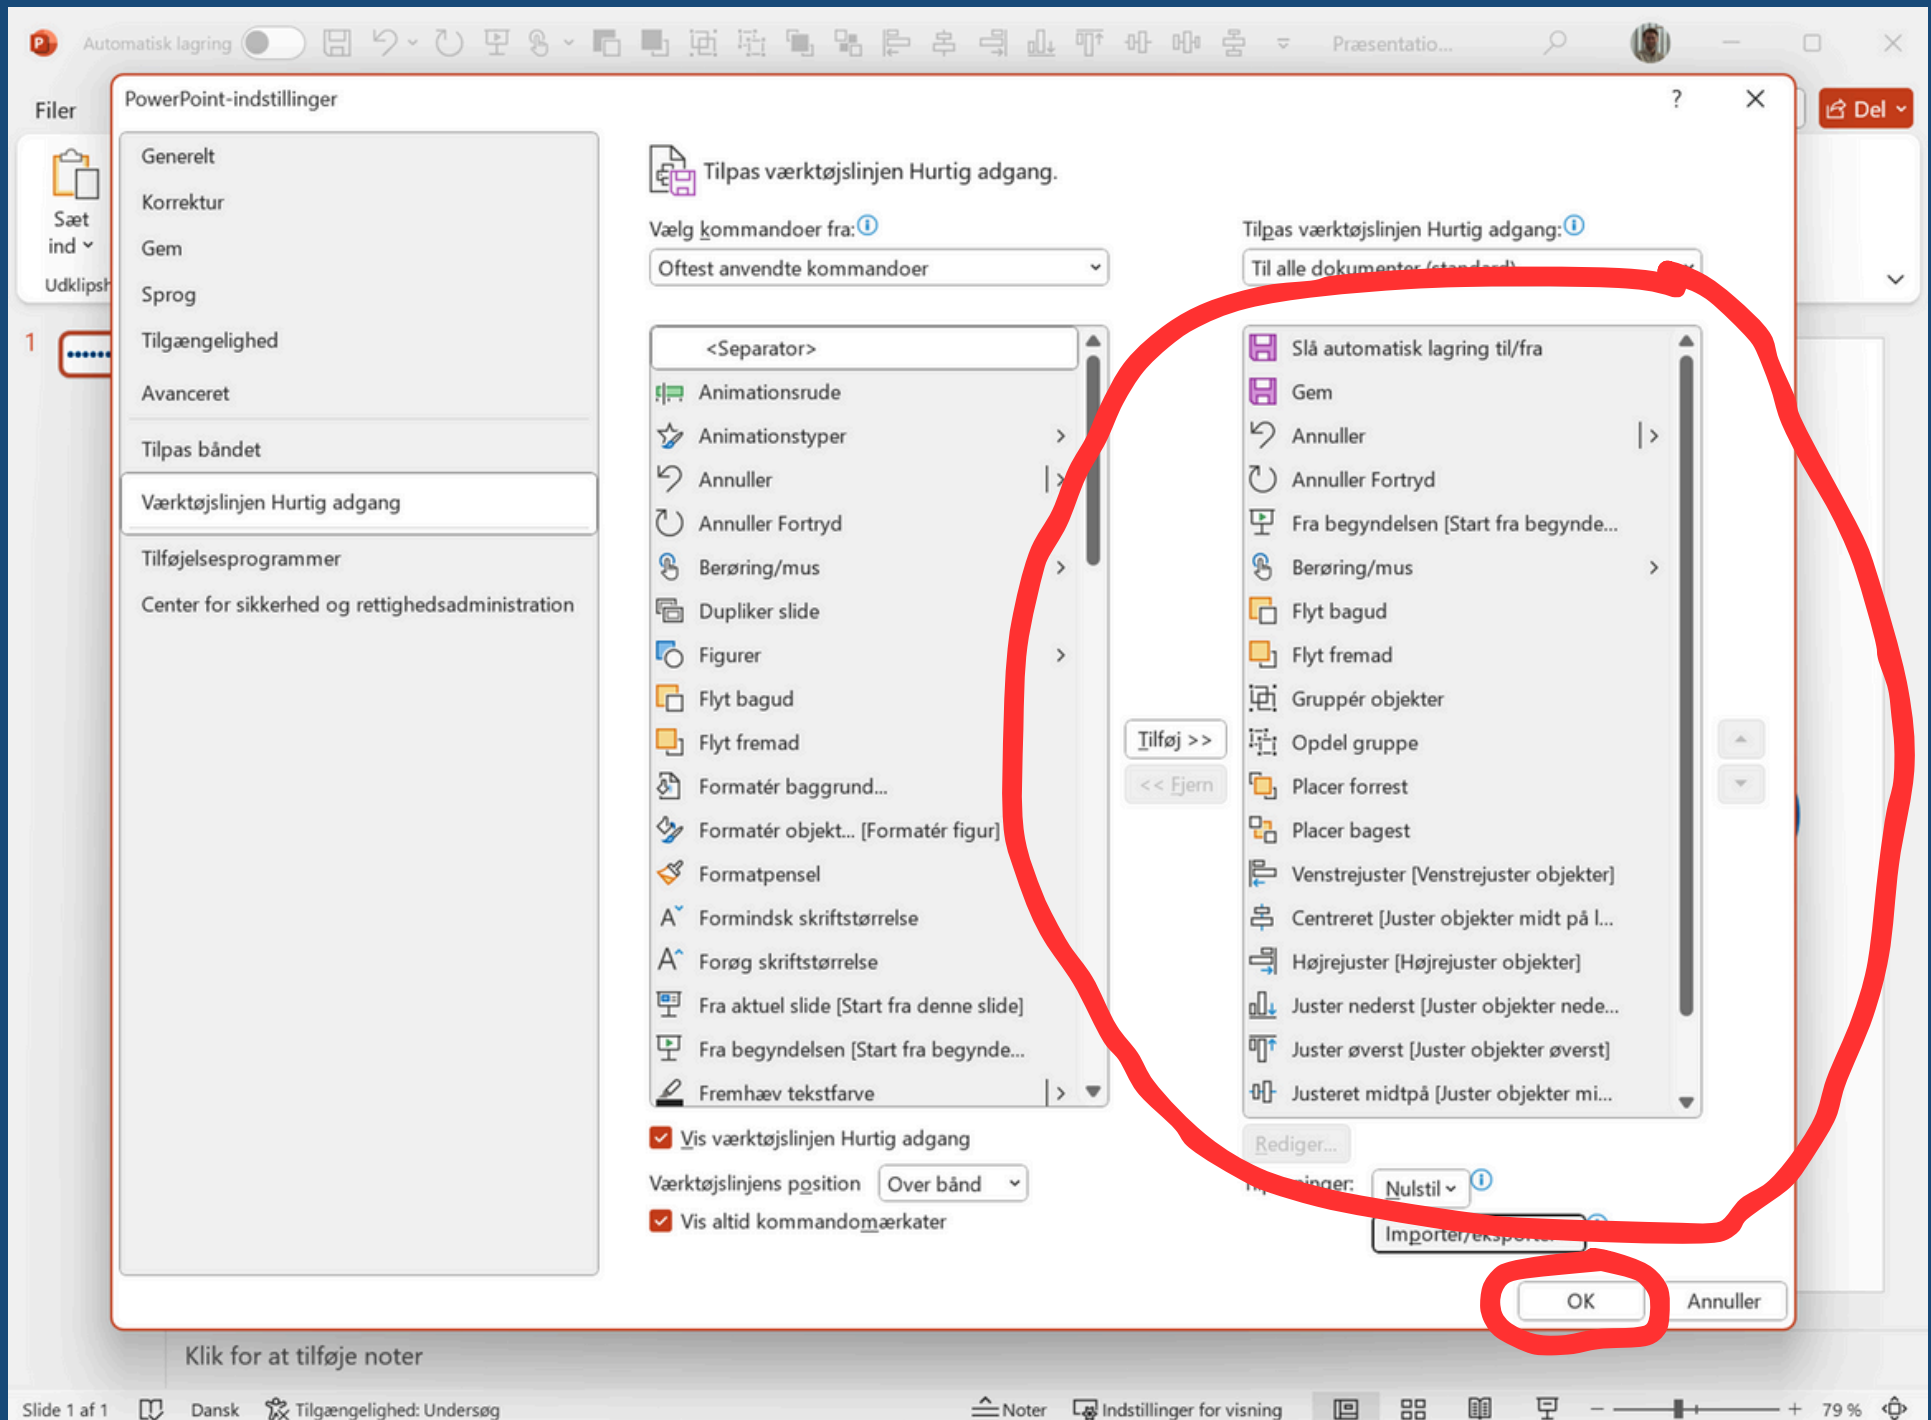 Automatisk lagring
Præsentatio...
Filer
Del
Sæt
ind
Udklipsh
1
PowerPoint-indstillinger
?
Generelt
Korrektur
Gem
Sprog
Tilgængelighed
Avanceret
Tilpas båndet
Værktøjslinjen Hurtig adgang
Tilføjelsesprogrammer
Center for sikkerhed og rettighedsadministration
Tilpas værktøjslinjen Hurtig adgang.
Vælg kommandoer fra:
Oftest anvendte kommandoer
<Separator>
Animationsrude
Animationstyper
Annuller
Annuller Fortryd
Berøring/mus
Dupliker slide
Figurer
Flyt bagud
Flyt fremad
Formatér baggrund...
Formatér objekt... [Formatér figur]
Formatpensel
Formindsk skriftstørrelse
Forøg skriftstørrelse
Fra aktuel slide [Start fra denne slide]
Fra begyndelsen [Start fra begynde...
Fremhæv tekstfarve
Vis værktøjslinjen Hurtig adgang
Værktøjslinjens position Over bånd
Vis altid kommandomærkater
Tilføj >>
<< Fjern
Tilpas værktøjslinjen Hurtig adgang:
Til alle dokumenter (standard)
Slå automatisk lagring til/fra
Gem
Annuller
Annuller Fortryd
Fra begyndelsen [Start fra begynde...
Berøring/mus
Flyt bagud
Flyt fremad
Gruppér objekter
Opdel gruppe
Placer forrest
Placer bagest
Venstrejuster [Venstrejuster objekter]
Centreret [Juster objekter midt på l...
Højrejuster [Højrejuster objekter]
Juster nederst [Juster objekter nede...
Juster øverst [Juster objekter øverst]
Justeret midtpå [Juster objekter mi...
Rediger...
Nulstil
Importer/eksporter
OK
Annuller
Klik for at tilføje noter
Slide 1 af 1 Dansk Tilgængelighed: Undersøg Noter Indstillinger for visning 79 %